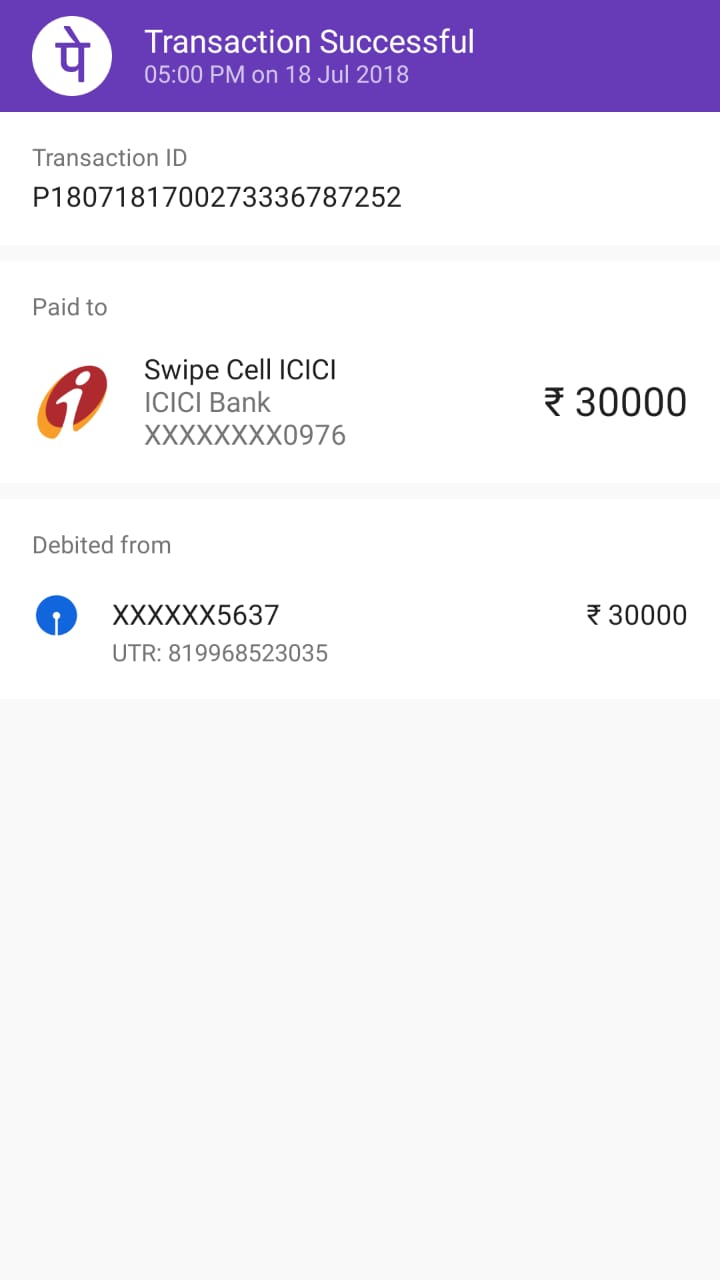 पे
Transaction Successful
05:00 PM on 18 Jul 2018
Transaction ID
P1807181700273336787252
Paid to
Swipe Cell ICICI
ICICI Bank
XXXXXXXX0976
₹ 30000
Debited from
XXXXXX5637
₹ 30000
UTR: 819968523035